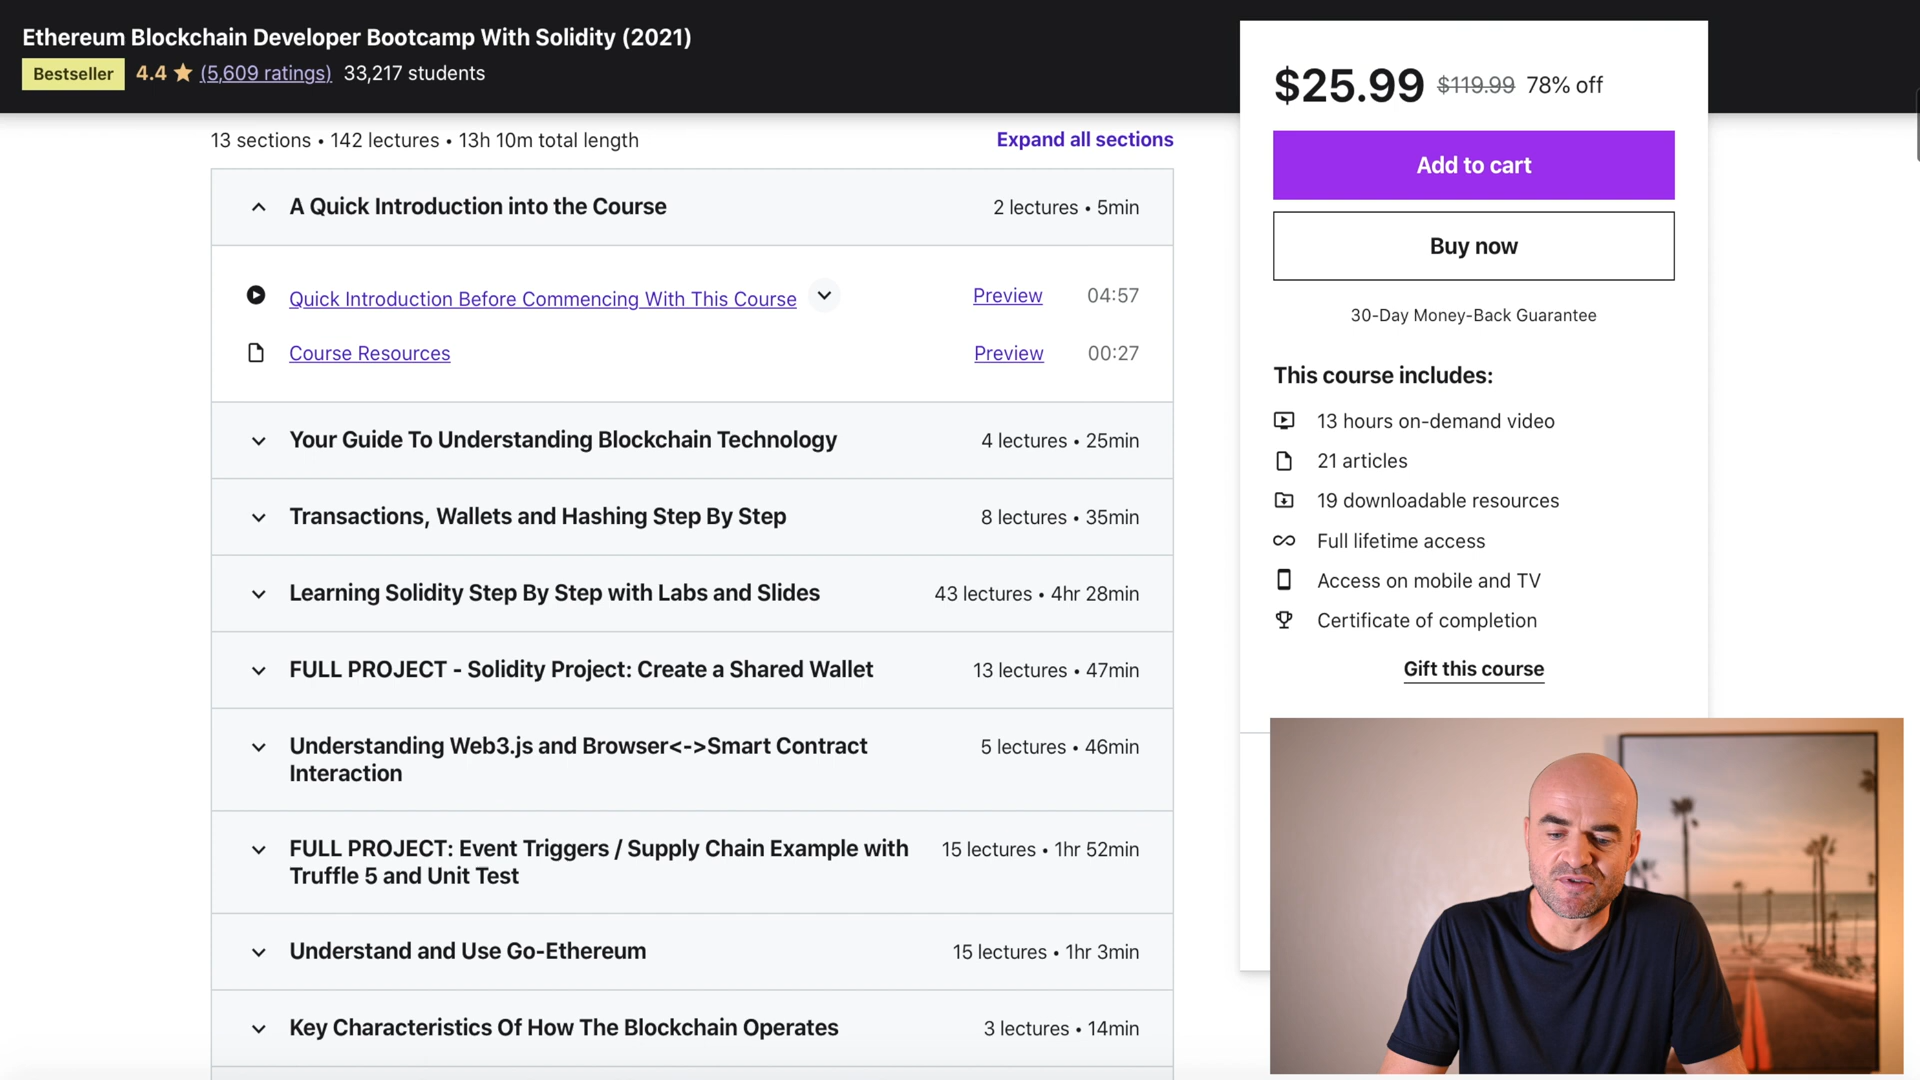 Ethereum Blockchain Developer Bootcamp With Solidity (2021)
Bestseller 4.4 (5,609 ratings) 33,217 students
13 sections • 142 lectures • 13h 10m total length
Expand all sections
A Quick Introduction into the Course
2 lectures • 5min
Quick Introduction Before Commencing With This Course
Preview
04:57
Course Resources
Preview
00:27
Your Guide To Understanding Blockchain Technology
4 lectures • 25min
Transactions, Wallets and Hashing Step By Step
8 lectures • 35min
Learning Solidity Step By Step with Labs and Slides
43 lectures • 4hr 28min
FULL PROJECT - Solidity Project: Create a Shared Wallet
13 lectures • 47min
Understanding Web3.js and Browser<->Smart Contract
Interaction
5 lectures • 46min
FULL PROJECT: Event Triggers / Supply Chain Example with
Truffle 5 and Unit Test
15 lectures • 1hr 52min
Understand and Use Go-Ethereum
15 lectures • 1hr 3min
Key Characteristics Of How The Blockchain Operates
3 lectures • 14min
$25.99 $119.99 78% off
Add to cart
Buy now
30-Day Money-Back Guarantee
This course includes:
13 hours on-demand video
21 articles
19 downloadable resources
Full lifetime access
Access on mobile and TV
Certificate of completion
Gift this course